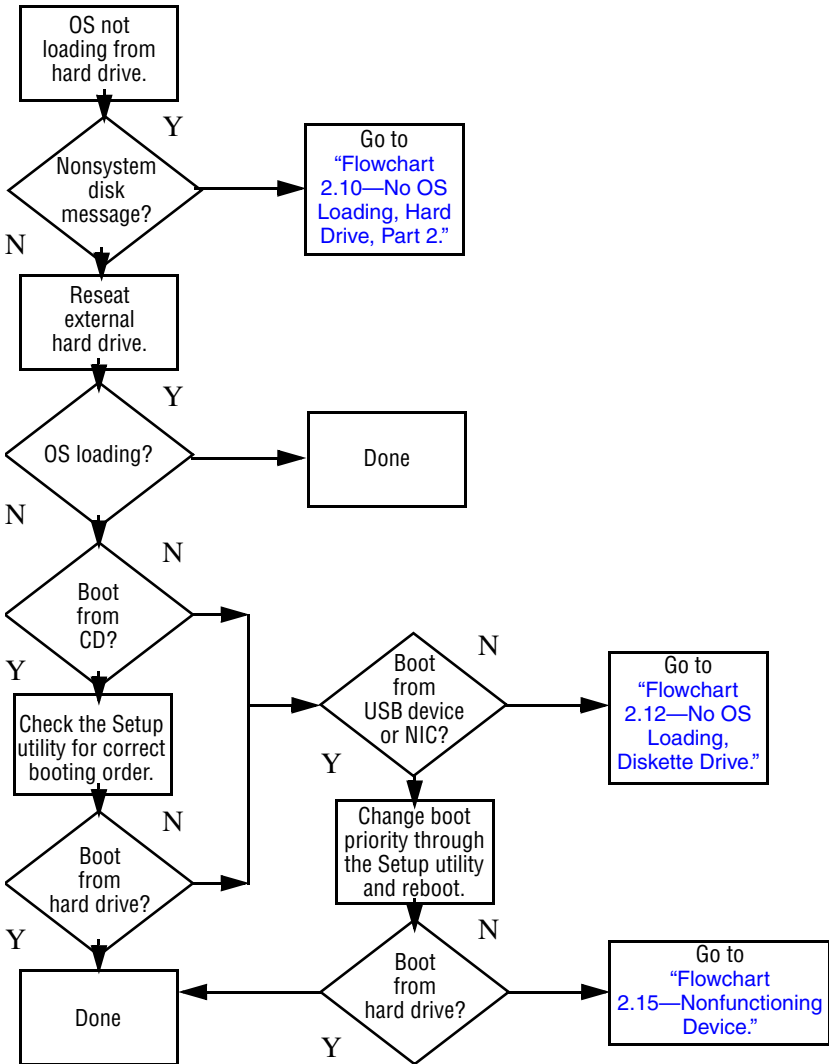 OS not
loading from
hard drive.
Y
Nonsystem
disk
message?
Go to
“Flowchart
2.10—No OS
Loading, Hard
Drive, Part 2.”
N
Reseat
external
hard drive.
Y
OS loading?
Done
N
N
Boot
from
CD?
Y
Check the Setup
utility for correct
booting order.
N
Boot
from
hard drive?
Y
Done
Boot
from
USB device
or NIC?
N
Go to
“Flowchart
2.12—No OS
Loading,
Diskette Drive.”
Y
Change boot
priority through
the Setup utility
and reboot.
N
Boot
from
hard drive?
Y
Go to
“Flowchart
2.15—Nonfunctioning
Device.”